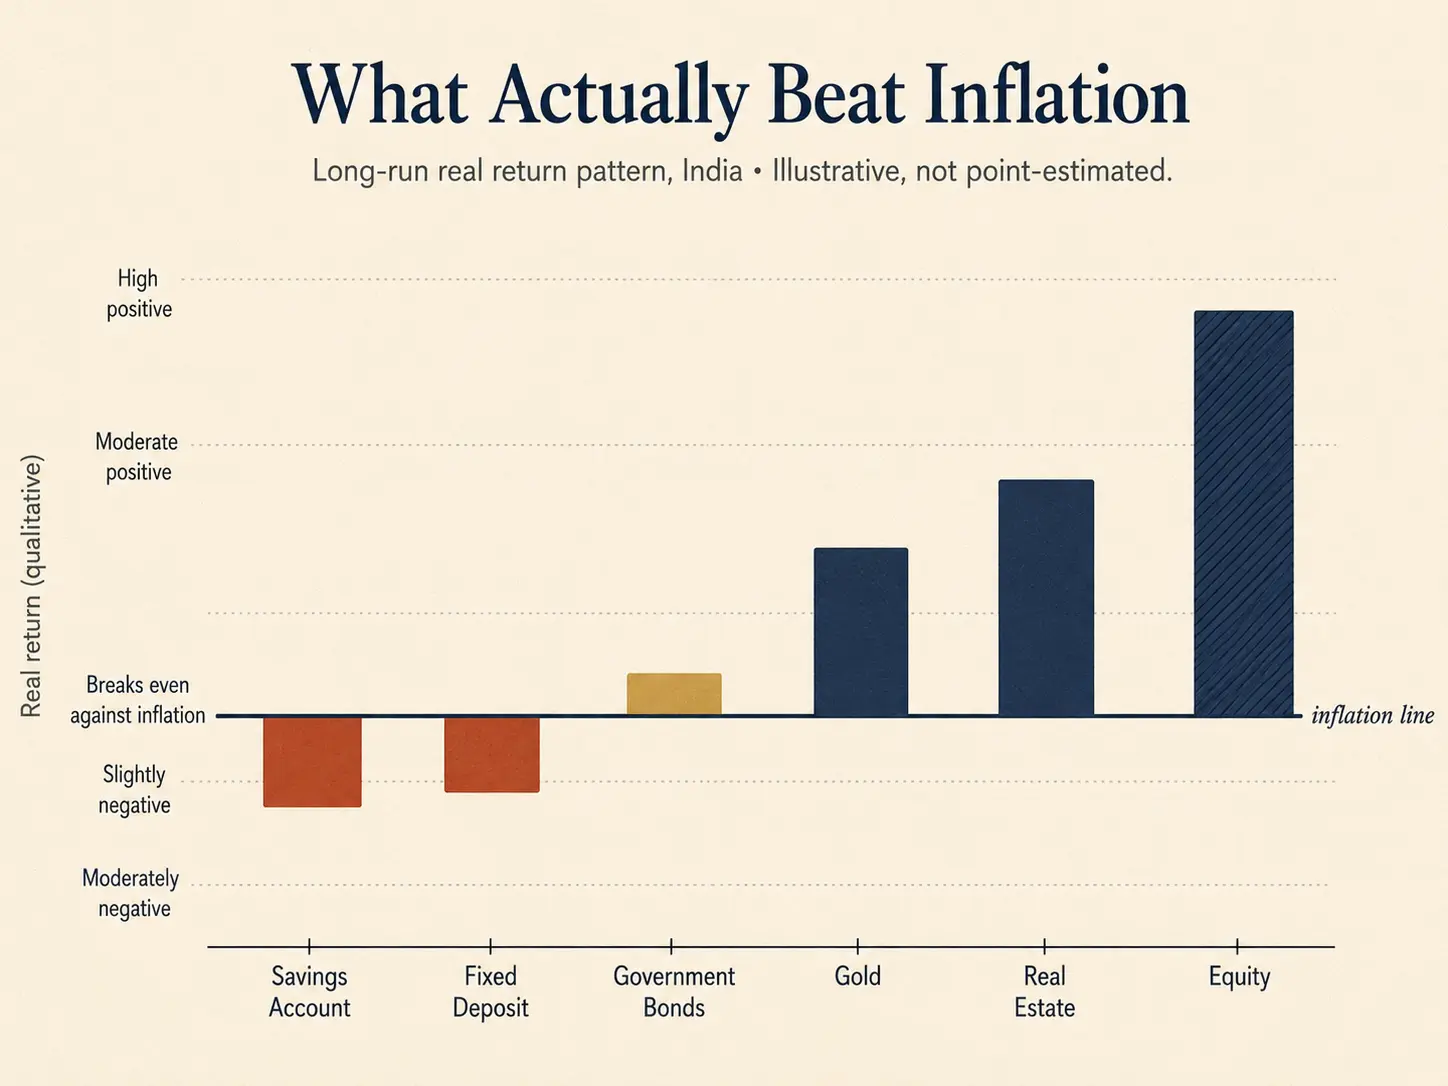 What Actually Beat Inflation
Long-run real return pattern, India • Illustrative, not point-estimated.
High
positive
Moderate
positive
Real return (qualitative)
Breaks even
against inflation
inflation line
Slightly
negative
Moderately
negative
Savings
Account
Fixed
Deposit
Government
Bonds
Gold
Real
Estate
Equity